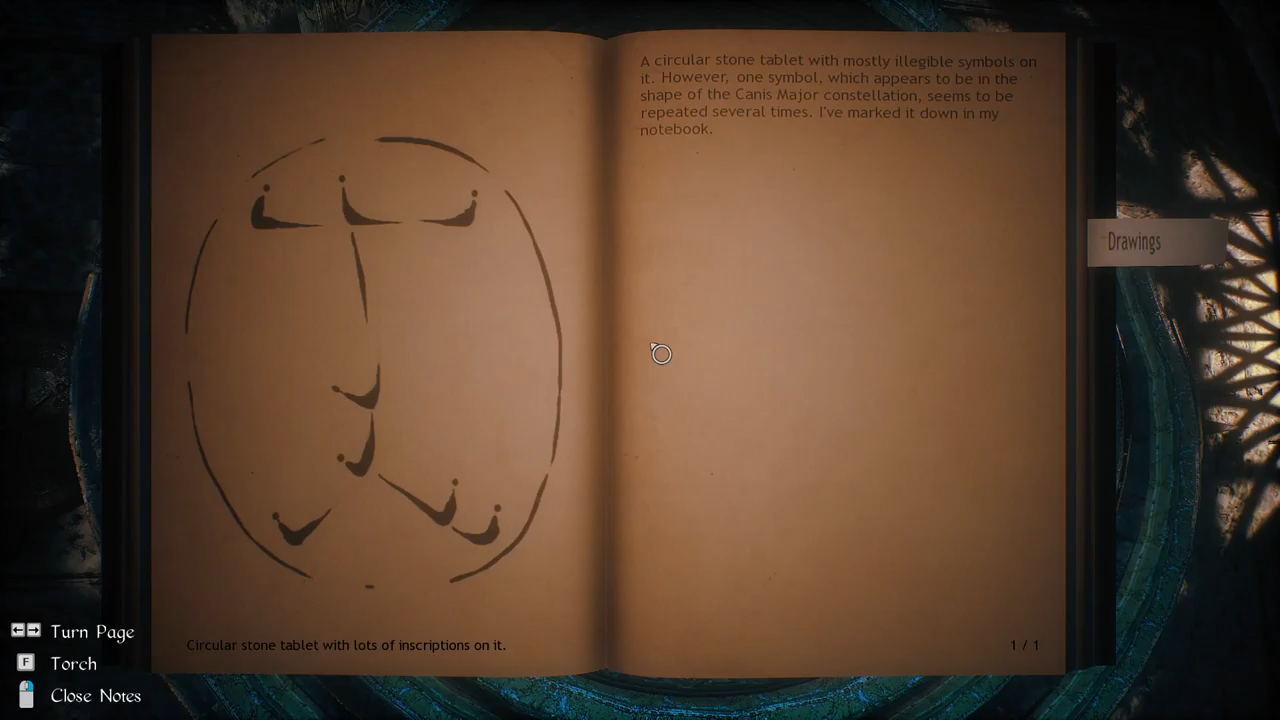 A circular stone tablet with mostly illegible symbols on
it. However, one symbol, which appears to be in the
shape of the Canis Major constellation, seems to be
repeated several times. I've marked it down in my
notebook.
Drawings
Turn Page
F Torch
Close Notes
Circular stone tablet with lots of inscriptions on it.
1 / 1